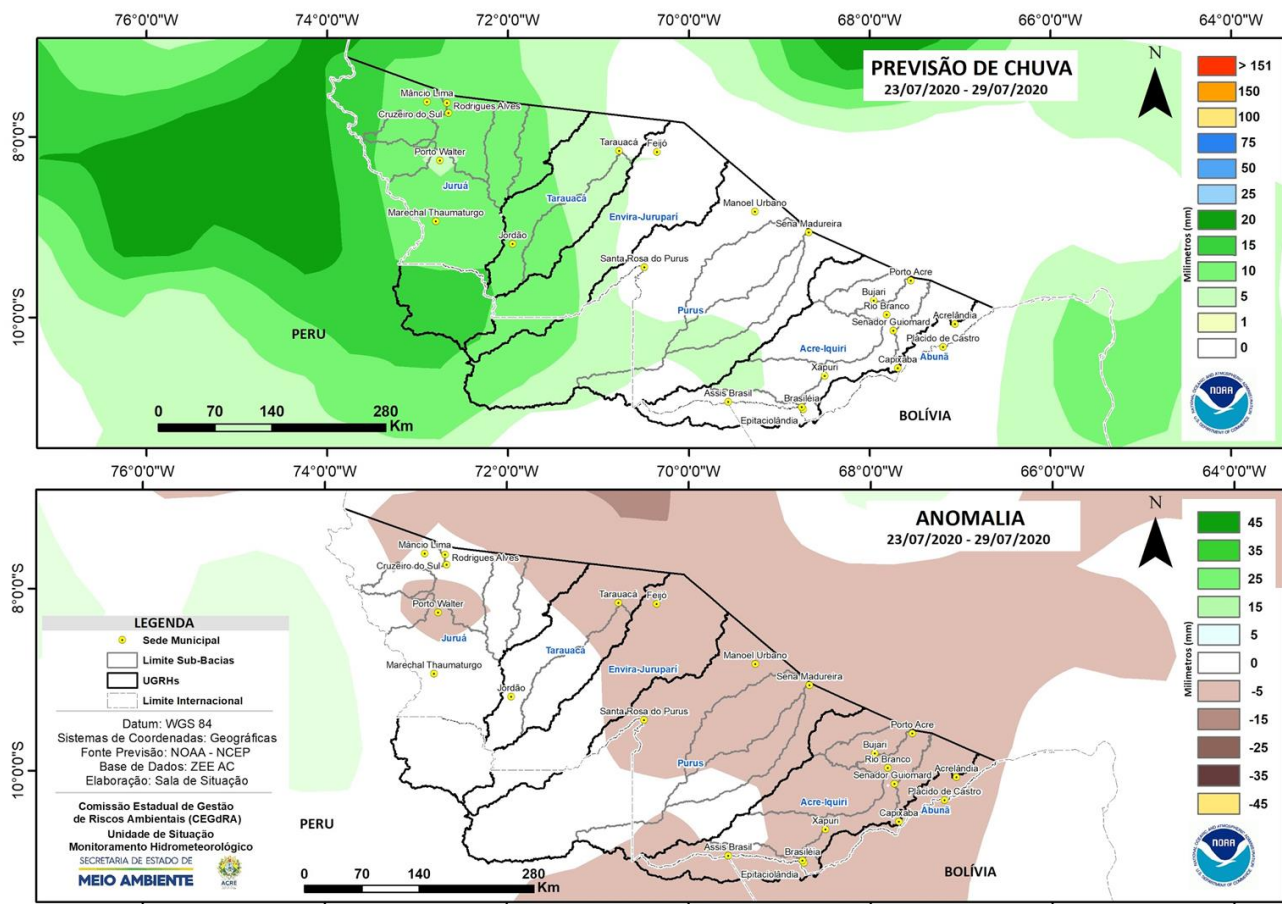 76°0'0"W
74°0'0"W
72°0'0"W
70°0'0"W
68°0'0"W
66°0'0"W
64°0'0"W
PREVISÃO DE CHUVA
23/07/2020 - 29/07/2020
N
8°0'0"S
10°0'0"S
Mâncio Lima
Rodrigues Alves
Cruzeiro do Sul
Porto Walter
Juruá
Marechal Thaumaturgo
Tarauacá
Feijó
Tarauacá
Jordão
Envira-Jurupari
Manoel Urbano
Sena Madureira
Santa Rosa do Purus
Purus
Porto Acre
Bujari
Rio Branco
Senador Guiomard
Acrelândia
Plácido de Castro
Abunã
Acre-Iquiri
Capixaba
Xapuri
Assis Brasil
Brasiléia
Epitaciolândia
PERU
BOLÍVIA
0 70 140 280
Km
Milímetros (mm)
> 151
150
100
75
50
25
20
15
10
5
1
0
NOAA
76°0'0"W
74°0'0"W
72°0'0"W
70°0'0"W
68°0'0"W
66°0'0"W
64°0'0"W
ANOMALIA
23/07/2020 - 29/07/2020
N
8°0'0"S
10°0'0"S
Mâncio Lima
Rodrigues Alves
Cruzeiro do Sul
Porto Walter
Juruá
Marechal Thaumaturgo
Tarauacá
Feijó
Tarauacá
Jordão
Envira-Jurupari
Manoel Urbano
Sena Madureira
Santa Rosa do Purus
Purus
Porto Acre
Bujari
Rio Branco
Senador Guiomard
Acrelândia
Plácido de Castro
Abunã
Acre-Iquiri
Capixaba
Xapuri
Assis Brasil
Brasiléia
Epitaciolândia
PERU
BOLÍVIA
0 70 140 280
Km
Milímetros (mm)
45
35
25
15
5
0
-5
-15
-25
-35
-45
NOAA
LEGENDA
Sede Municipal
Limite Sub-Bacias
UGRHs
Limite Internacional
Datum: WGS 84
Sistemas de Coordenadas: Geográficas
Fonte Previsão: NOAA - NCEP
Base de Dados: ZEE AC
Elaboração: Sala de Situação
Comissão Estadual de Gestão
de Riscos Ambientais (CEGdRA)
Unidade de Situação
Monitoramento Hidrometeorológico
SECRETARIA DE ESTADO DE
MEIO AMBIENTE
ACRE